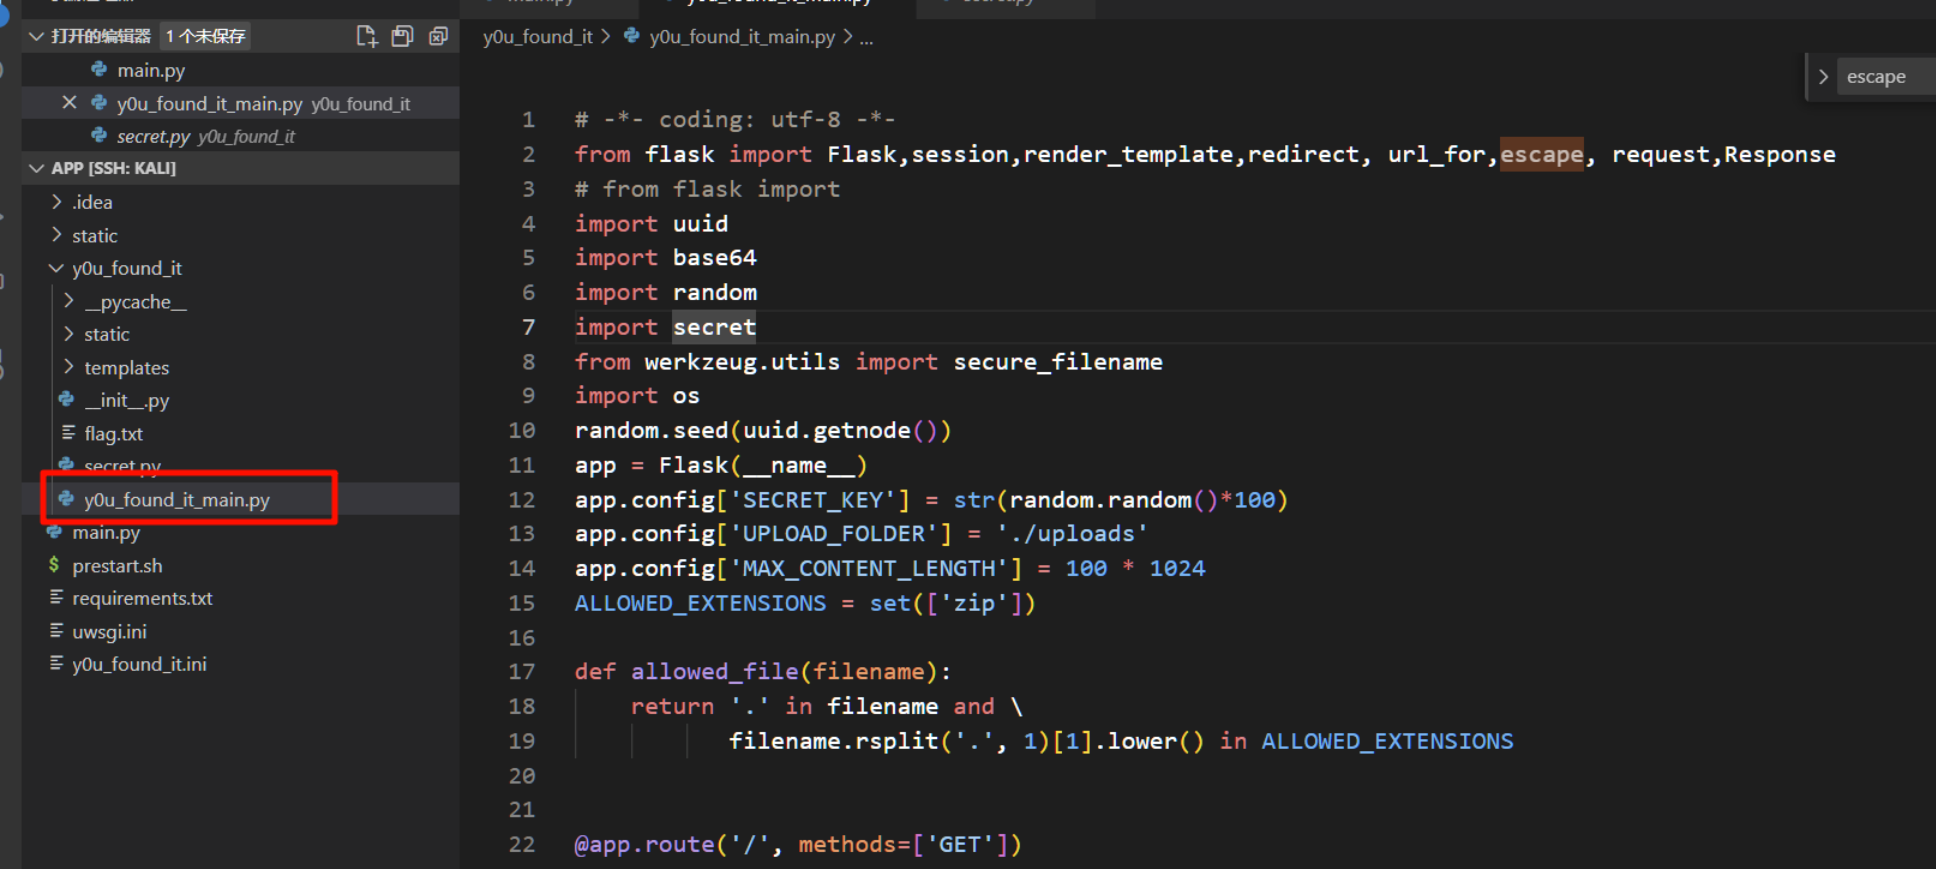 打开的编辑器 1 个未保存
main.py
y0u_found_it_main.py y0u_found_it
secret.py y0u_found_it
APP [SSH: KALI]
.idea
static
y0u_found_it
__pycache__
static
templates
__init__.py
flag.txt
secret.py
y0u_found_it_main.py
main.py
prestart.sh
requirements.txt
uwsgi.ini
y0u_found_it.ini
main.py y0u_found_it_main.py secret.py
y0u_found_it > y0u_found_it_main.py > ...
escape
1 # -*- coding: utf-8 -*-
2 from flask import Flask,session,render_template,redirect, url_for,escape, request,Response
3 # from flask import
4 import uuid
5 import base64
6 import random
7 import secret
8 from werkzeug.utils import secure_filename
9 import os
10 random.seed(uuid.getnode())
11 app = Flask(__name__)
12 app.config['SECRET_KEY'] = str(random.random()*100)
13 app.config['UPLOAD_FOLDER'] = './uploads'
14 app.config['MAX_CONTENT_LENGTH'] = 100 * 1024
15 ALLOWED_EXTENSIONS = set(['zip'])
16
17 def allowed_file(filename):
18 return '.' in filename and \
19 filename.rsplit('.', 1)[1].lower() in ALLOWED_EXTENSIONS
20
21
22 @app.route('/', methods=['GET'])